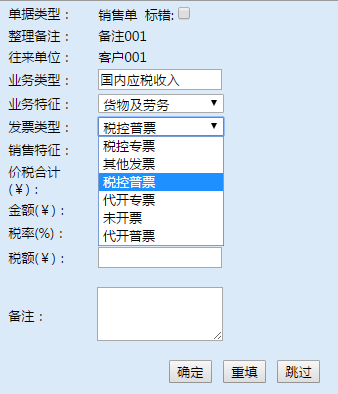 单据类型： 销售单 标错:
整理备注： 备注001
往来单位： 客户001
业务类型： 国内应税收入
业务特征： 货物及劳务
发票类型： 税控普票
销售特征： 税控专票
其他发票
价税合计(￥)： 税控普票
代开专票
金额(￥)： 未开票
税率(%)： 代开普票
税额(￥)：
备注：
确定 重填 跳过